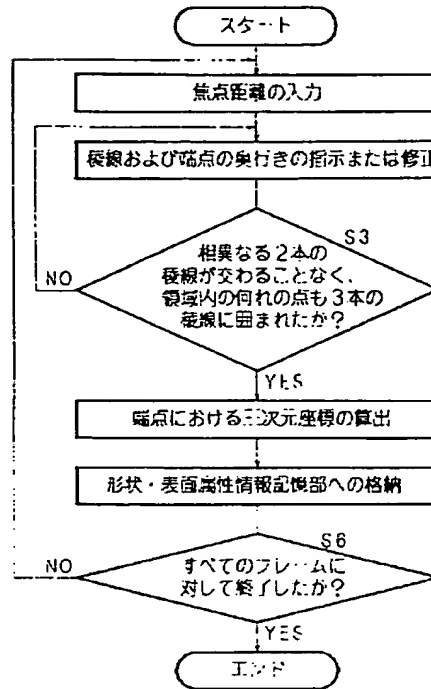 スタート
焦点距離の入力
稜線および端点の奥行きの指示または修正
S3
相異なる2本の
稜線が交わることなく、
領域内の何れの点も3本の
稜線に囲まれたか?
NO
YES
端点における三次元座標の算出
形状・表面属性情報記憶部への格納
S6
すべてのフレームに
対して終了したか?
NO
YES
エンド